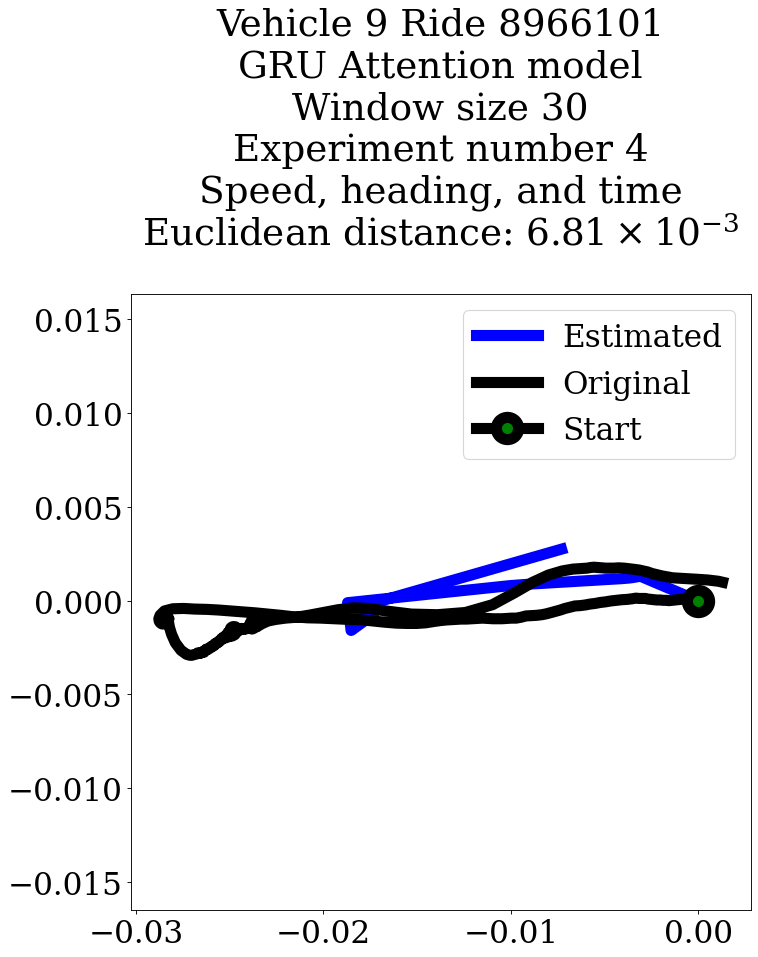 Vehicle 9 Ride 8966101
GRU Attention model
Window size 30
Experiment number 4
Speed, heading, and time
Euclidean distance: 6.81 × 10⁻³
Estimated
Original
Start
0.015
0.010
0.005
0.000
−0.005
−0.010
−0.015
−0.03
−0.02
−0.01
0.00